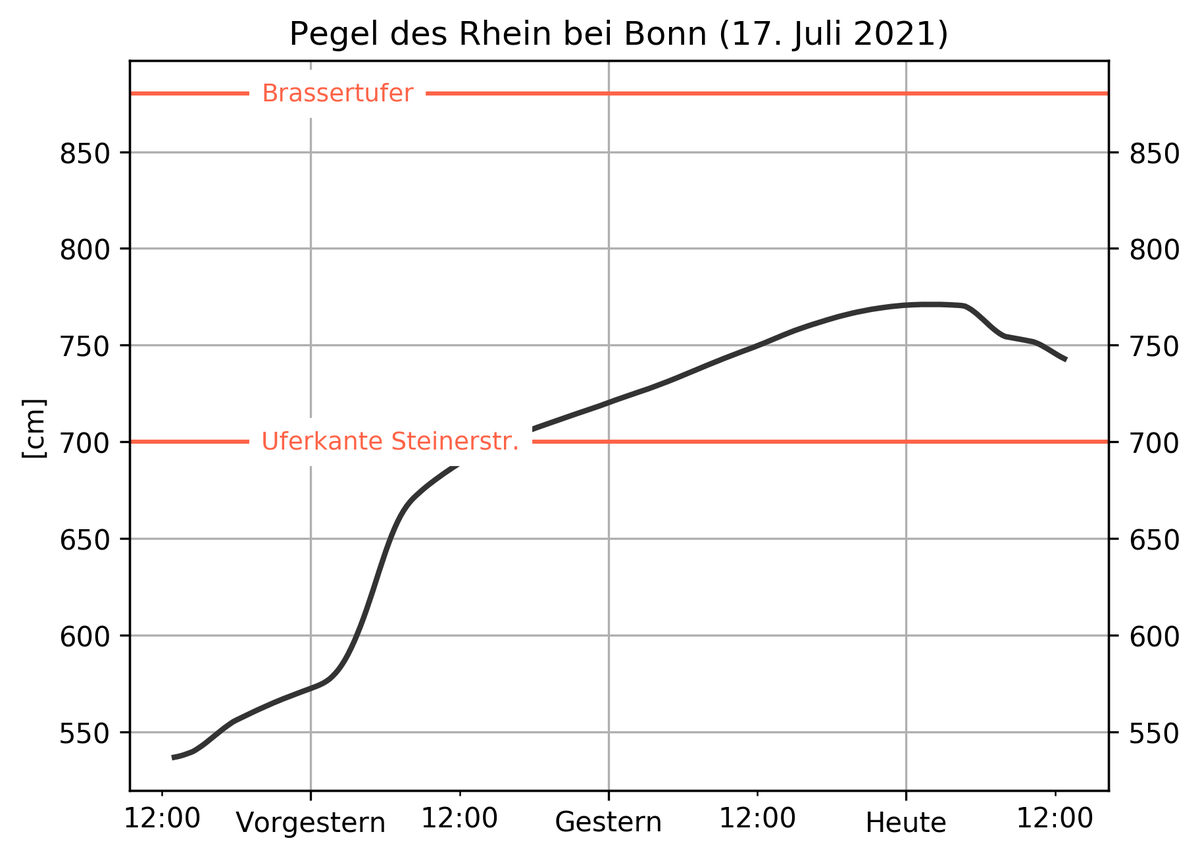 Pegel des Rhein bei Bonn (17. Juli 2021)
Brassertufer
850 850
800 800
750 750
[cm]
700 Uferkante Steinerstr. 700
650 650
600 600
550 550
12:00 Vorgestern 12:00 Gestern 12:00 Heute 12:00